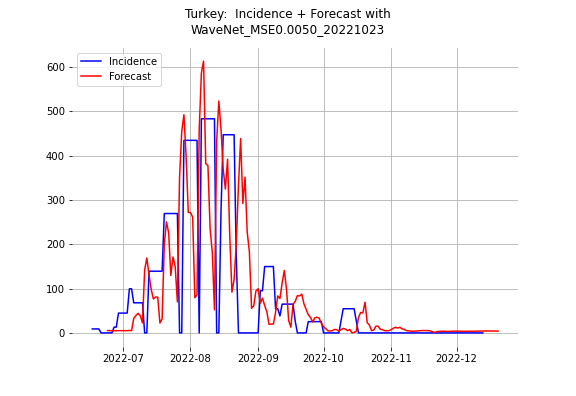 Turkey:  Incidence + Forecast with
WaveNet_MSE0.0050_20221023
Incidence
Forecast
600
500
400
300
200
100
0
2022-07 2022-08 2022-09 2022-10 2022-11 2022-12